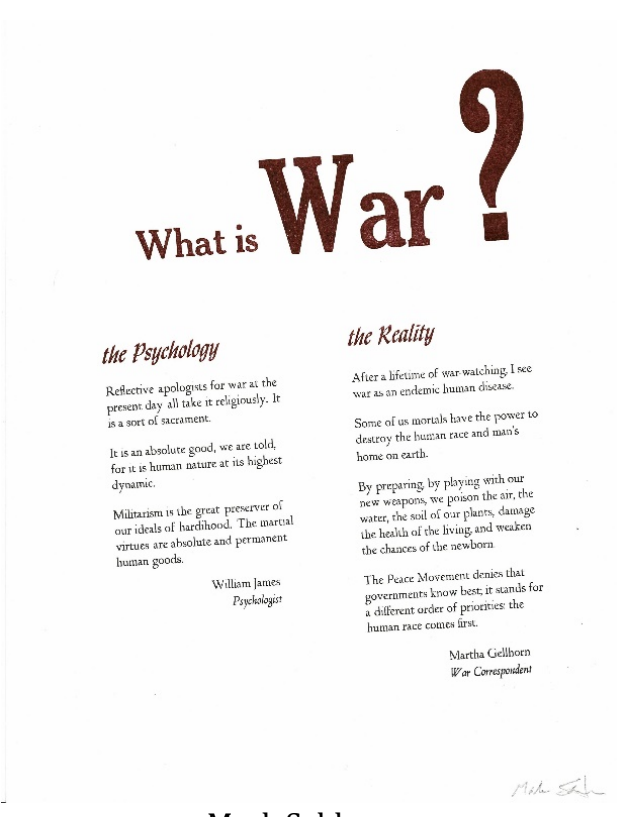 What is War?
the Psychology
Reflective apologists for war at the
present day all take it religiously. It
is a sort of sacrament.
It is an absolute good, we are told,
for it is human nature at its highest
dynamic.
Militarism is the great preserver of
our ideals of hardihood. The martial
virtues are absolute and permanent
human goods.
William James
Psychologist
the Reality
After a lifetime of war-watching, I see
war as an endemic human disease.
Some of us mortals have the power to
destroy the human race and man's
home on earth.
By preparing, by playing with our
new weapons, we poison the air, the
water, the soil of our plants, damage
the health of the living, and weaken
the chances of the newborn.
The Peace Movement denies that
governments know best; it stands for
a different order of priorities: the
human race comes first.
Martha Gellhorn
War Correspondent